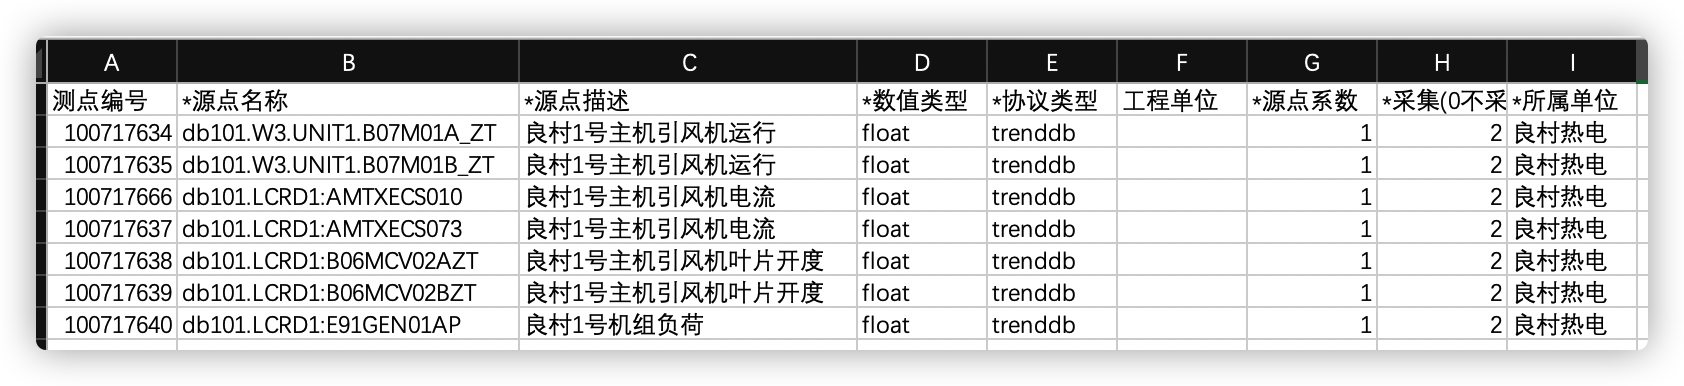 A B C D E F G H I
测点编号 *源点名称 *源点描述 *数值类型 *协议类型 工程单位 *源点系数 *采集(0不采 *所属单位
100717634 db101.W3.UNIT1.B07M01A_ZT 良村1号主机引风机运行 float trenddb 1 2 良村热电
100717635 db101.W3.UNIT1.B07M01B_ZT 良村1号主机引风机运行 float trenddb 1 2 良村热电
100717666 db101.LCRD1:AMTXECS010 良村1号主机引风机电流 float trenddb 1 2 良村热电
100717637 db101.LCRD1:AMTXECS073 良村1号主机引风机电流 float trenddb 1 2 良村热电
100717638 db101.LCRD1:B06MCV02AZT 良村1号主机引风机叶片开度 float trenddb 1 2 良村热电
100717639 db101.LCRD1:B06MCV02BZT 良村1号主机引风机叶片开度 float trenddb 1 2 良村热电
100717640 db101.LCRD1:E91GEN01AP 良村1号机组负荷 float trenddb 1 2 良村热电